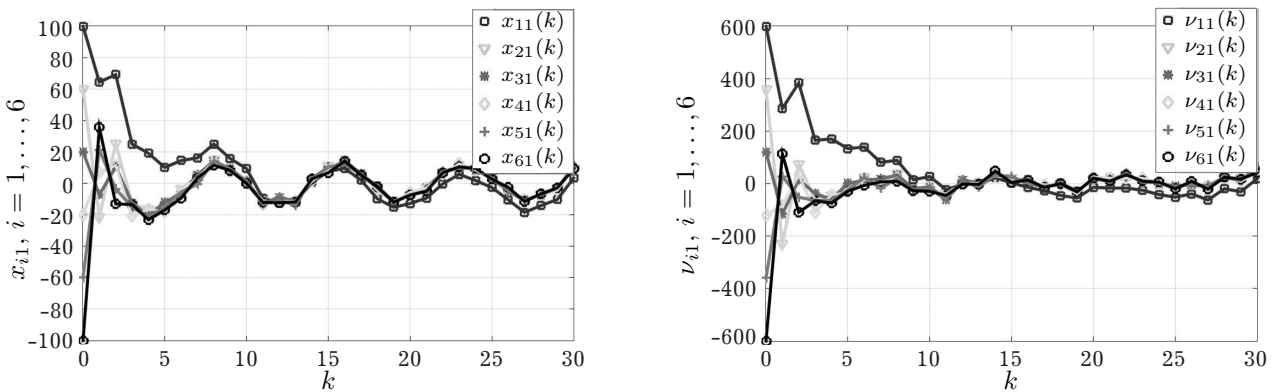 100
80
60
40
20
0
-20
-40
-60
-80
-100
0 5 10 15 20 25 30
k
x_{i1}, i = 1,...,6
x_{11}(k)
x_{21}(k)
x_{31}(k)
x_{41}(k)
x_{51}(k)
x_{61}(k)
600
400
200
0
-200
-400
-600
0 5 10 15 20 25 30
k
ν_{i1}, i = 1,...,6
ν_{11}(k)
ν_{21}(k)
ν_{31}(k)
ν_{41}(k)
ν_{51}(k)
ν_{61}(k)